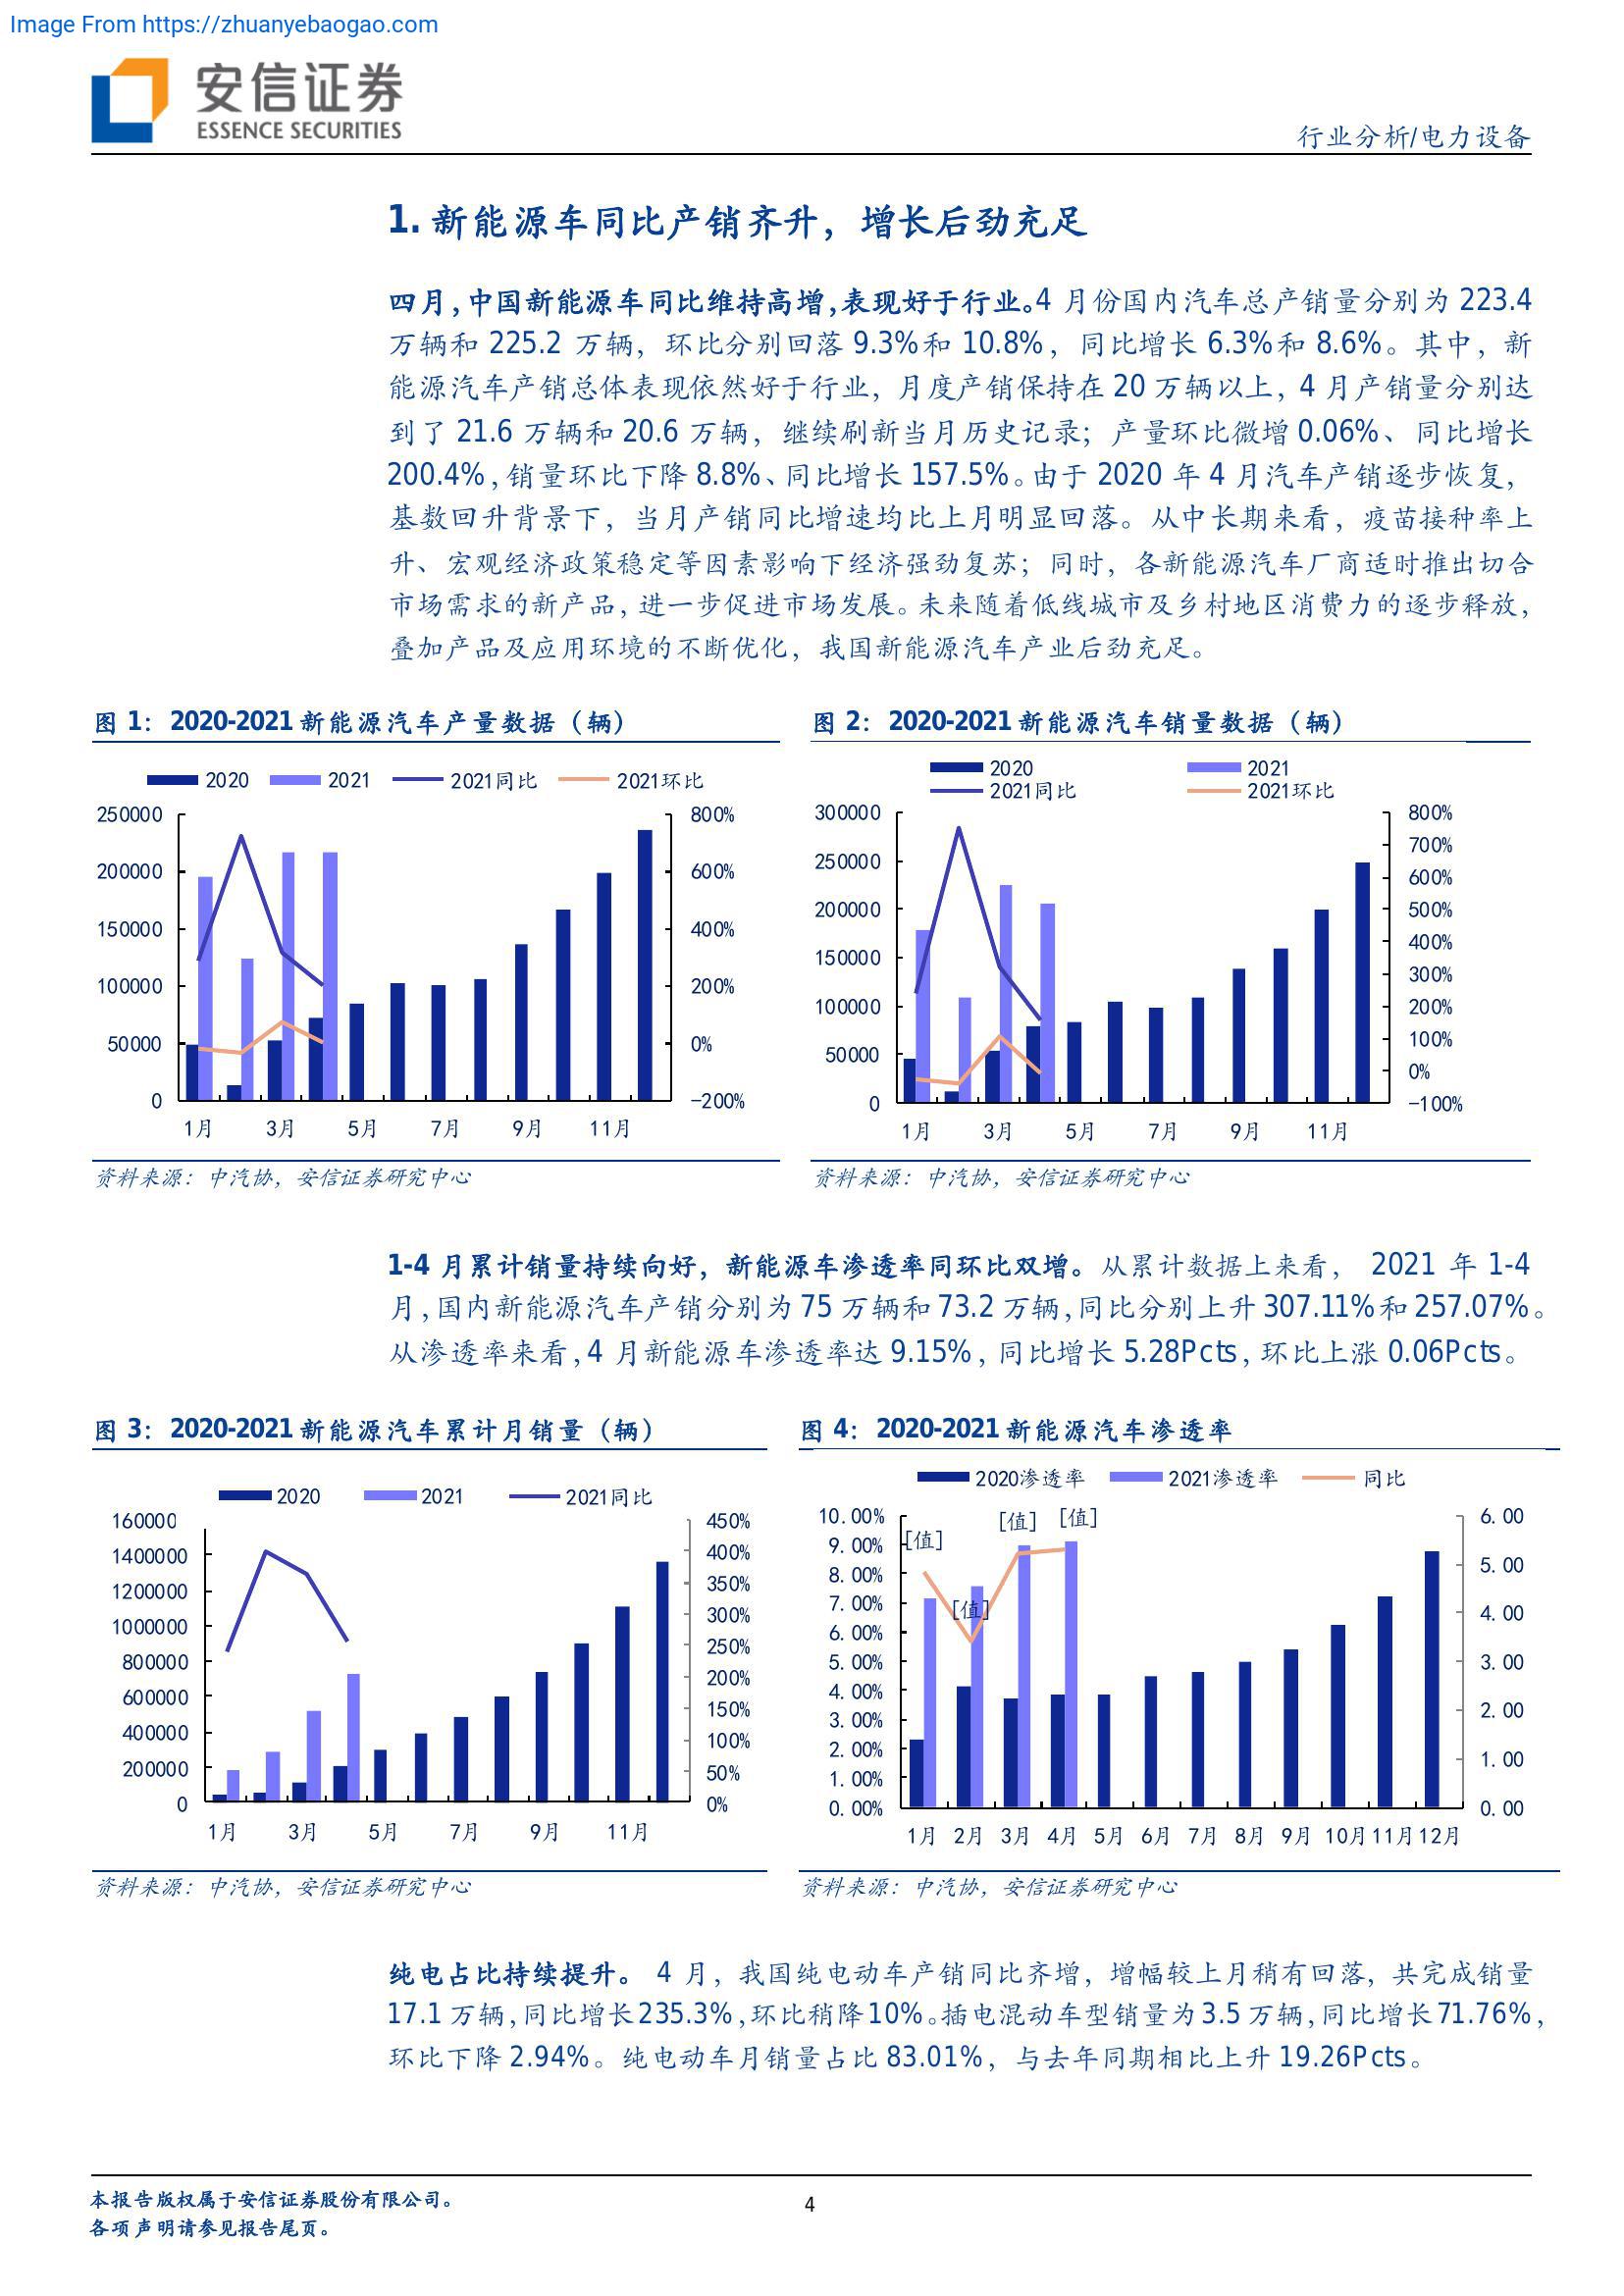 Image From https://zhuanyebaogao.com
安信证券
ESSENCE SECURITIES
行业分析/电力设备
1. 新能源车同比产销齐升，增长后劲充足
四月，中国新能源车同比维持高增，表现好于行业。4 月份国内汽车总产销量分别为 223.4
万辆和 225.2 万辆，环比分别回落 9.3%和 10.8%，同比增长 6.3%和 8.6%。其中，新
能源汽车产销总体表现依然好于行业，月度产销保持在 20 万辆以上，4 月产销量分别达
到了 21.6 万辆和 20.6 万辆，继续刷新当月历史记录；产量环比微增 0.06%、同比增长
200.4%，销量环比下降 8.8%、同比增长 157.5%。由于 2020 年 4 月汽车产销逐步恢复，
基数回升背景下，当月产销同比增速均比上月明显回落。从中长期来看，疫苗接种率上
升、宏观经济政策稳定等因素影响下经济强劲复苏；同时，各新能源汽车厂商适时推出切合
市场需求的新产品，进一步促进市场发展。未来随着低线城市及乡村地区消费力的逐步释放，
叠加产品及应用环境的不断优化，我国新能源汽车产业后劲充足。
图 1：2020-2021 新能源汽车产量数据（辆）
2020 2021 2021同比 2021环比
250000
200000
150000
100000
50000
0
800%
600%
400%
200%
0%
-200%
1月 3月 5月 7月 9月 11月
资料来源：中汽协，安信证券研究中心
图 2：2020-2021 新能源汽车销量数据（辆）
2020 2021
2021同比 2021环比
300000
250000
200000
150000
100000
50000
0
800%
700%
600%
500%
400%
300%
200%
100%
0%
-100%
1月 3月 5月 7月 9月 11月
资料来源：中汽协，安信证券研究中心
1-4 月累计销量持续向好，新能源车渗透率同环比双增。从累计数据上来看， 2021 年 1-4
月，国内新能源汽车产销分别为 75 万辆和 73.2 万辆，同比分别上升 307.11%和 257.07%。
从渗透率来看，4 月新能源车渗透率达 9.15%，同比增长 5.28Pcts，环比上涨 0.06Pcts。
图 3：2020-2021 新能源汽车累计月销量（辆）
2020 2021 2021同比
160000
1400000
1200000
1000000
800000
600000
400000
200000
0
450%
400%
350%
300%
250%
200%
150%
100%
50%
0%
1月 3月 5月 7月 9月 11月
资料来源：中汽协，安信证券研究中心
图 4：2020-2021 新能源汽车渗透率
2020渗透率 2021渗透率 同比
10.00%
9.00%
8.00%
7.00%
6.00%
5.00%
4.00%
3.00%
2.00%
1.00%
0.00%
[值]
[值]
[值]
[值]
6.00
5.00
4.00
3.00
2.00
1.00
0.00
1月 2月 3月 4月 5月 6月 7月 8月 9月 10月 11月 12月
资料来源：中汽协，安信证券研究中心
纯电占比持续提升。 4 月，我国纯电动车产销同比齐增，增幅较上月稍有回落，共完成销量
17.1 万辆，同比增长 235.3%，环比稍降 10%。插电混动车型销量为 3.5 万辆，同比增长 71.76%，
环比下降 2.94%。纯电动车月销量占比 83.01%，与去年同期相比上升 19.26Pcts。
本报告版权属于安信证券股份有限公司。
各项声明请参见报告尾页。
4